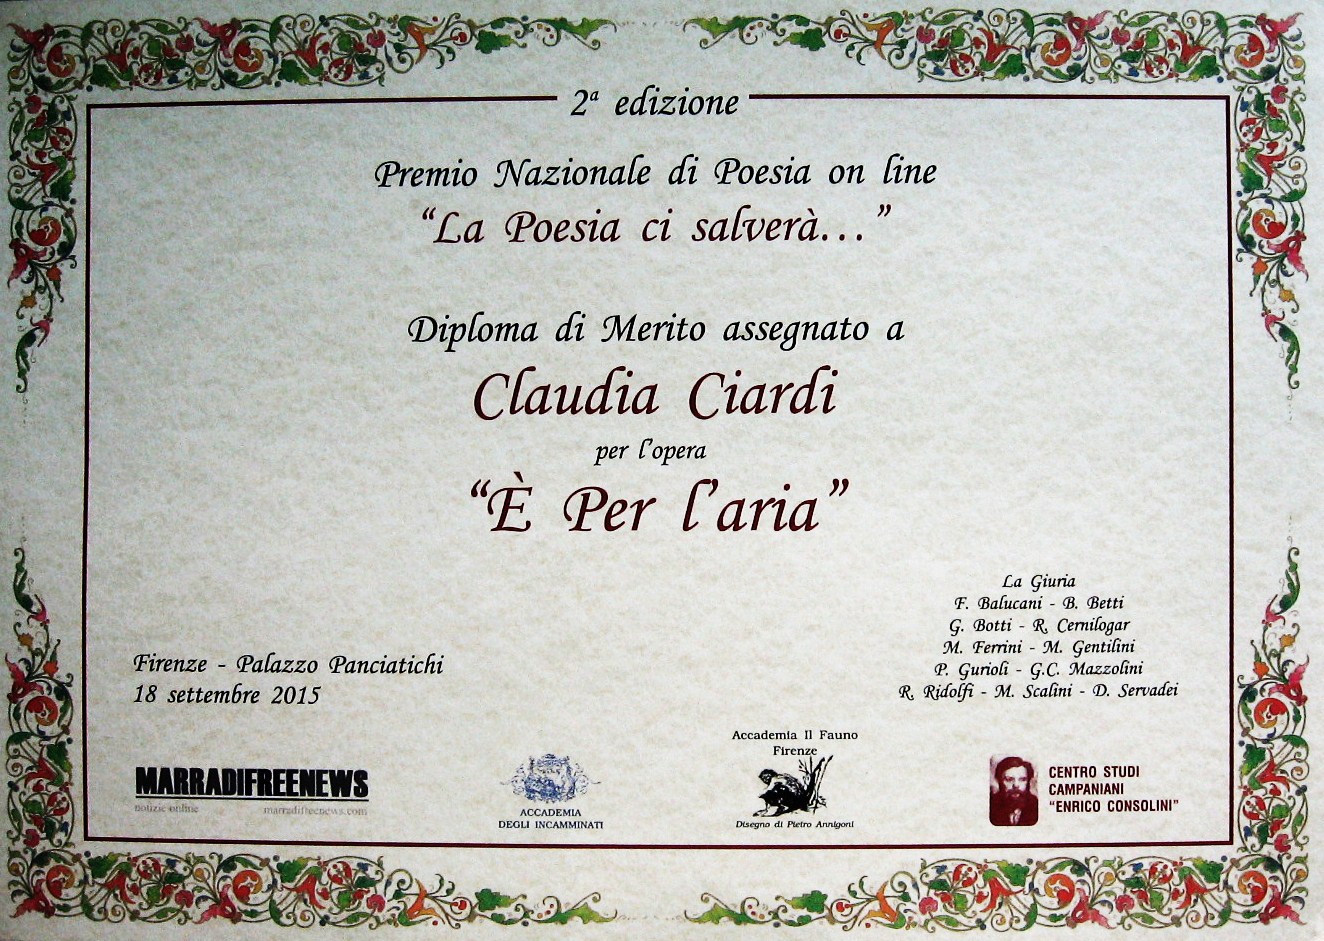 2ª edizione
Premio Nazionale di Poesia on line
“La Poesia ci salverà...”
Diploma di Merito assegnato a
Claudia Ciardi
per l'opera
“È Per l'aria”
La Giuria
F. Balucani - B. Betti
G. Botti - R. Cernilogar
M. Ferrini - M. Gentilini
P. Gurioli - G.C. Mazzolini
R. Ridolfi - M. Scalini - D. Servadei
Firenze - Palazzo Panciatichi
18 settembre 2015
MARRADIFREENEWS
notizie online marradifreenews.com
ACCADEMIA
DEGLI INCAMMINATI
Accademia Il Fauno
Firenze
Disegno di Pietro Annigoni
CENTRO STUDI
CAMPANIANI
“ENRICO CONSOLINI”